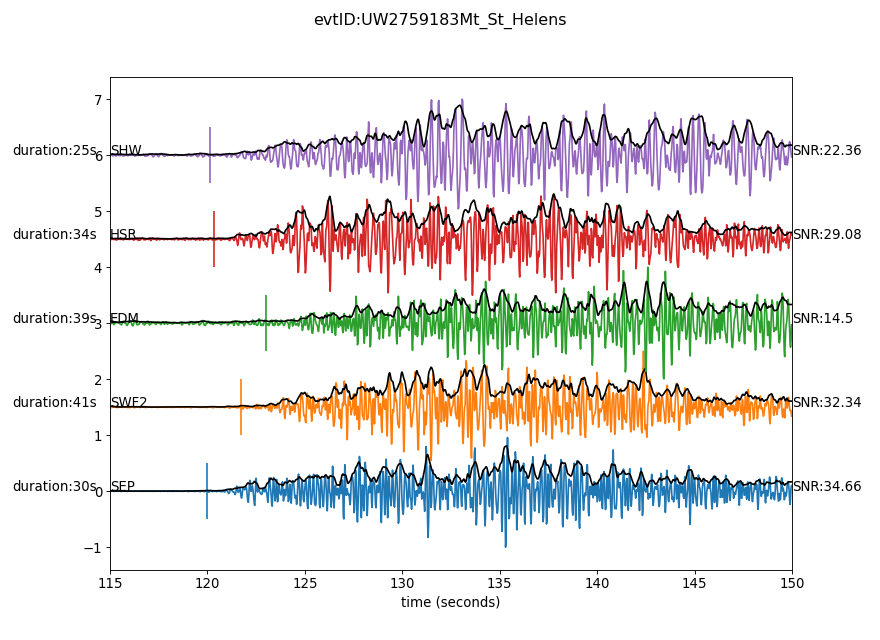 evtID:UW2759183Mt_St_Helens
7
duration:25s 6 SHW SNR:22.36
5
duration:34s HSR SNR:29.08
4
duration:39s 3 EDM SNR:14.5
2
duration:41s SWF2 SNR:32.34
1
duration:30s 0 SEP SNR:34.66
−1
115 120 125 130 135 140 145 150
time (seconds)